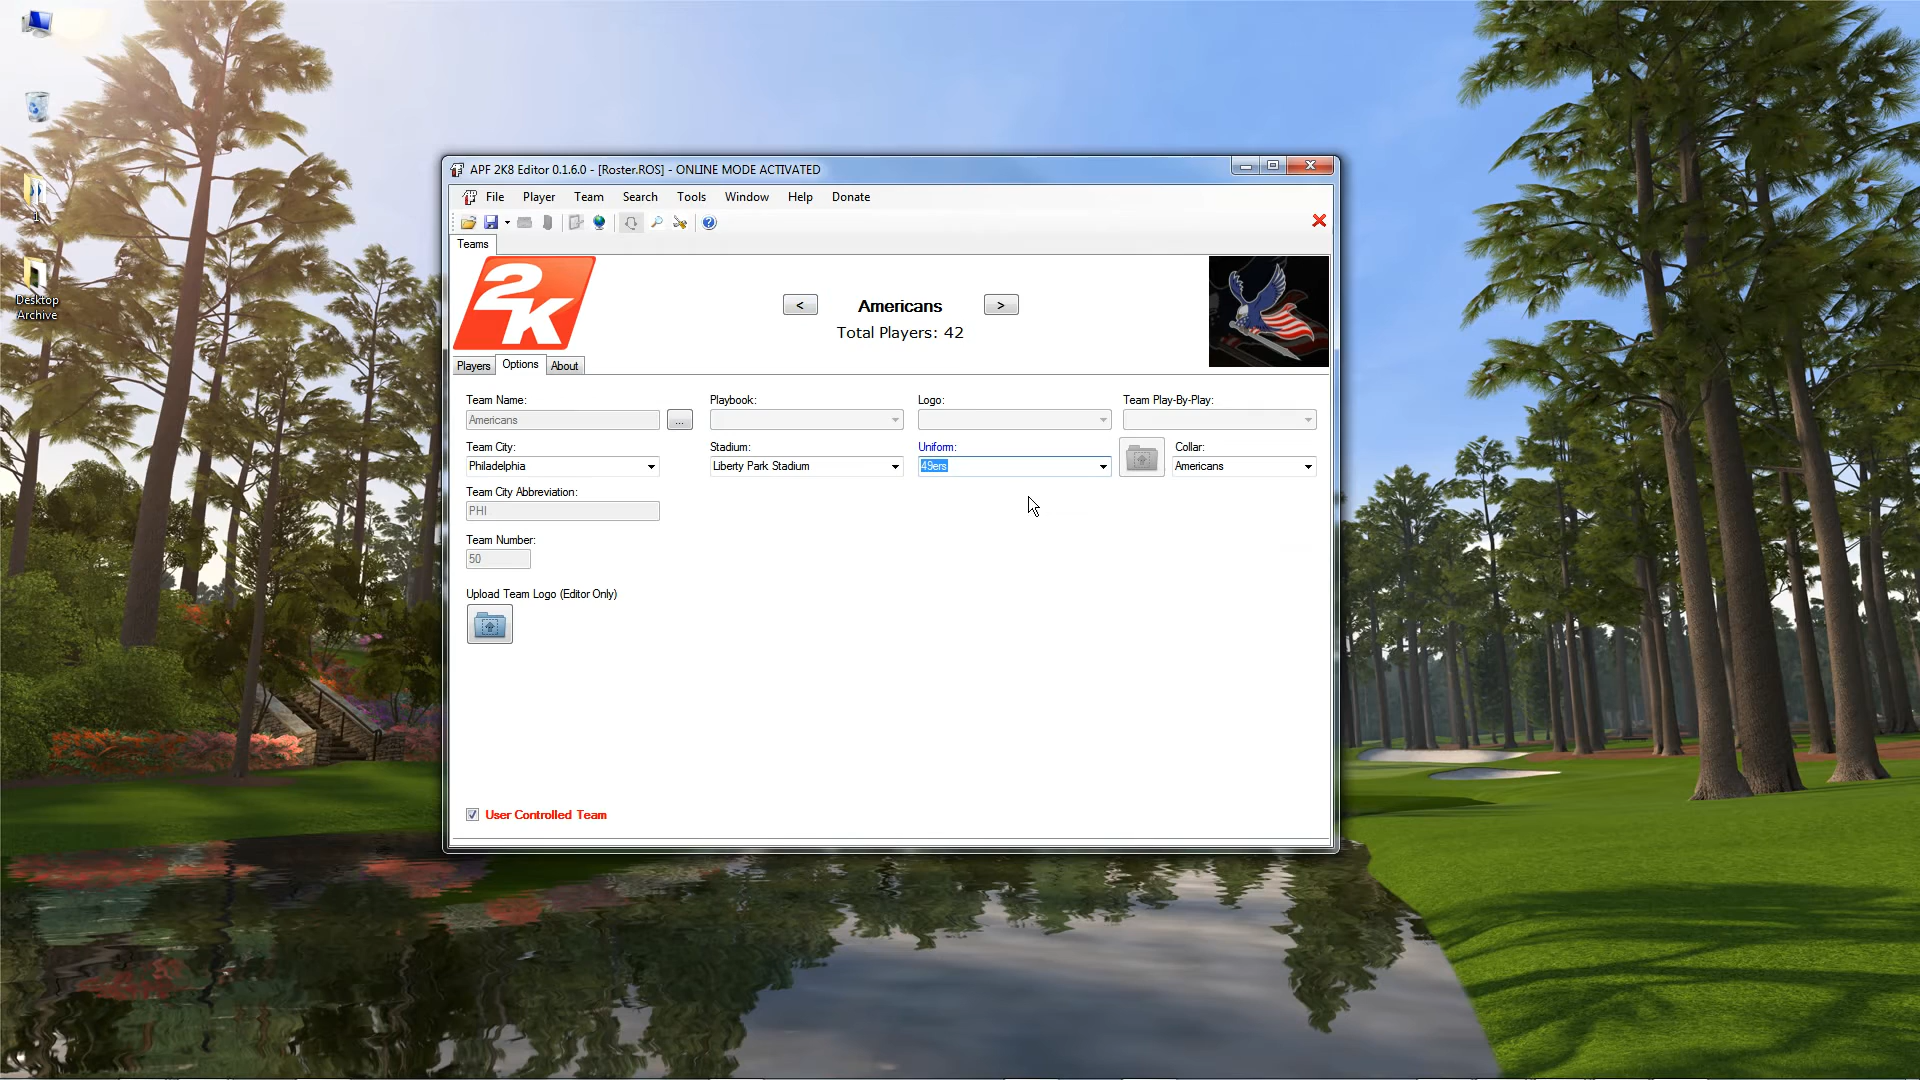 APF 2K8 Editor 0.1.6.0 - [Roster.ROS] - ONLINE MODE ACTIVATED
File Player Team Search Tools Window Help Donate
Teams
2K
< Americans >
Total Players: 42
Players Options About
Team Name: Playbook: Logo: Team Play-By-Play:
Americans ...
Team City: Stadium: Uniform: Collar:
Philadelphia Liberty Park Stadium 49ers Americans
Team City Abbreviation:
PHI
Team Number:
50
Upload Team Logo (Editor Only)
User Controlled Team
1
Desktop
Archive